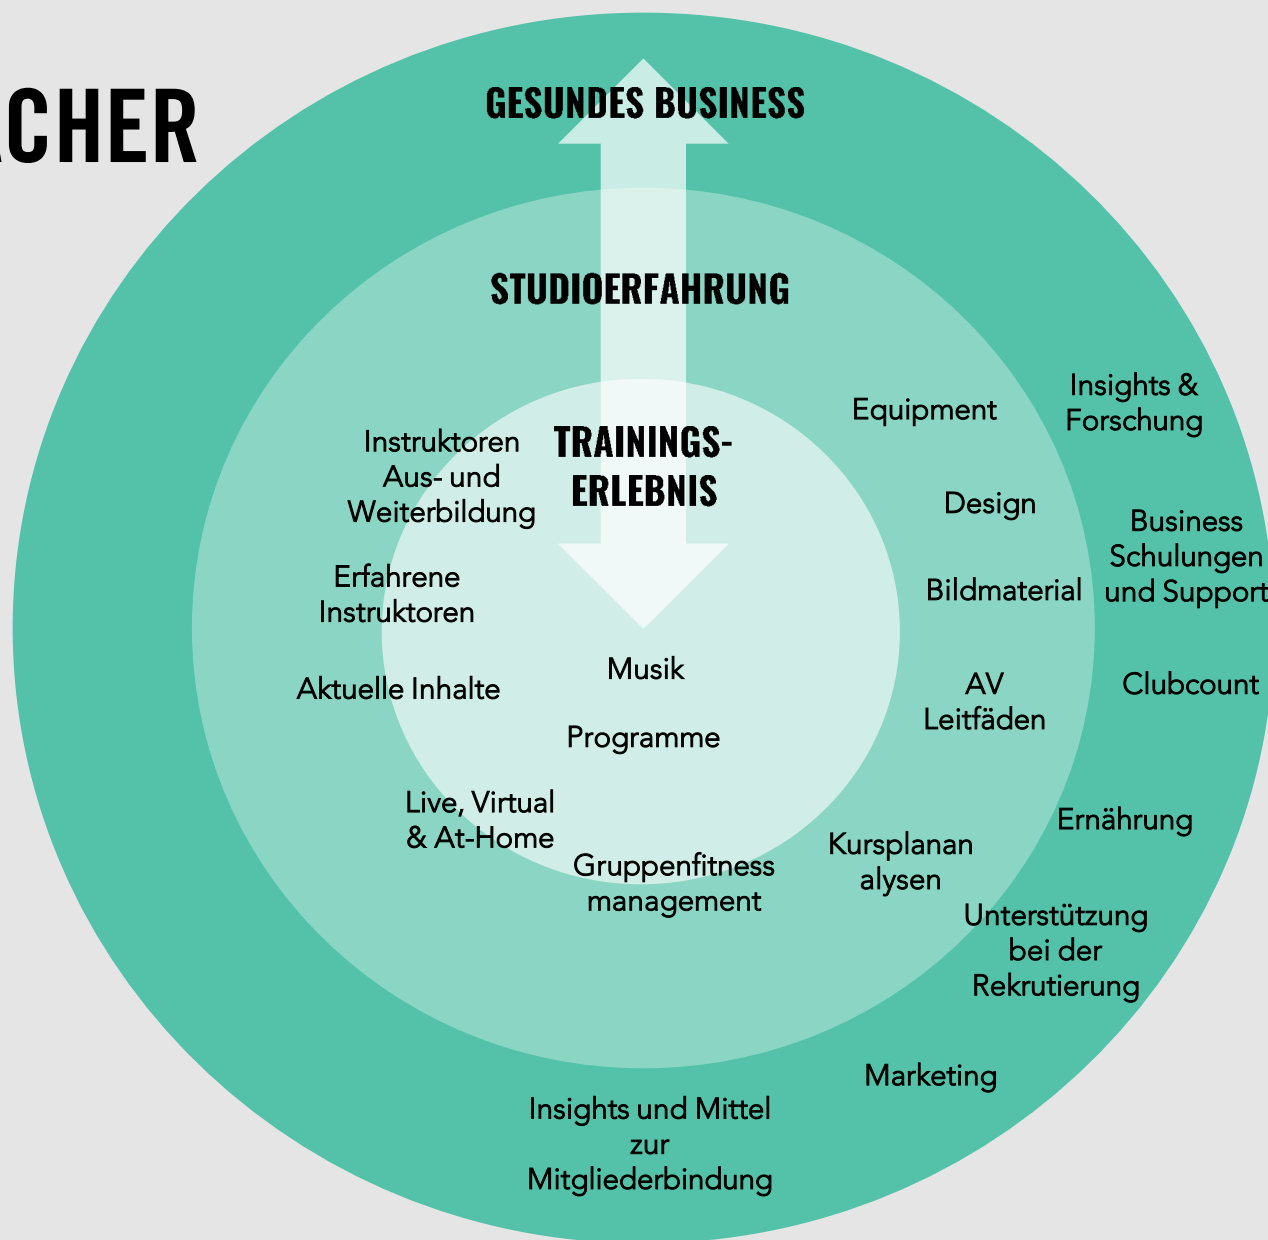 GESUNDES BUSINESS
STUDIOERFAHRUNG
TRAININGS-
ERLEBNIS
Instruktoren
Aus- und
Weiterbildung
Erfahrene
Instruktoren
Aktuelle Inhalte
Live, Virtual
& At-Home
Musik
Programme
Gruppenfitness
management
Equipment
Design
Bildmaterial
AV
Leitfäden
Kursplanan
alysen
Insights &
Forschung
Business
Schulungen
und Support
Clubcount
Ernährung
Unterstützung
bei der
Rekrutierung
Marketing
Insights und Mittel
zur
Mitgliederbindung